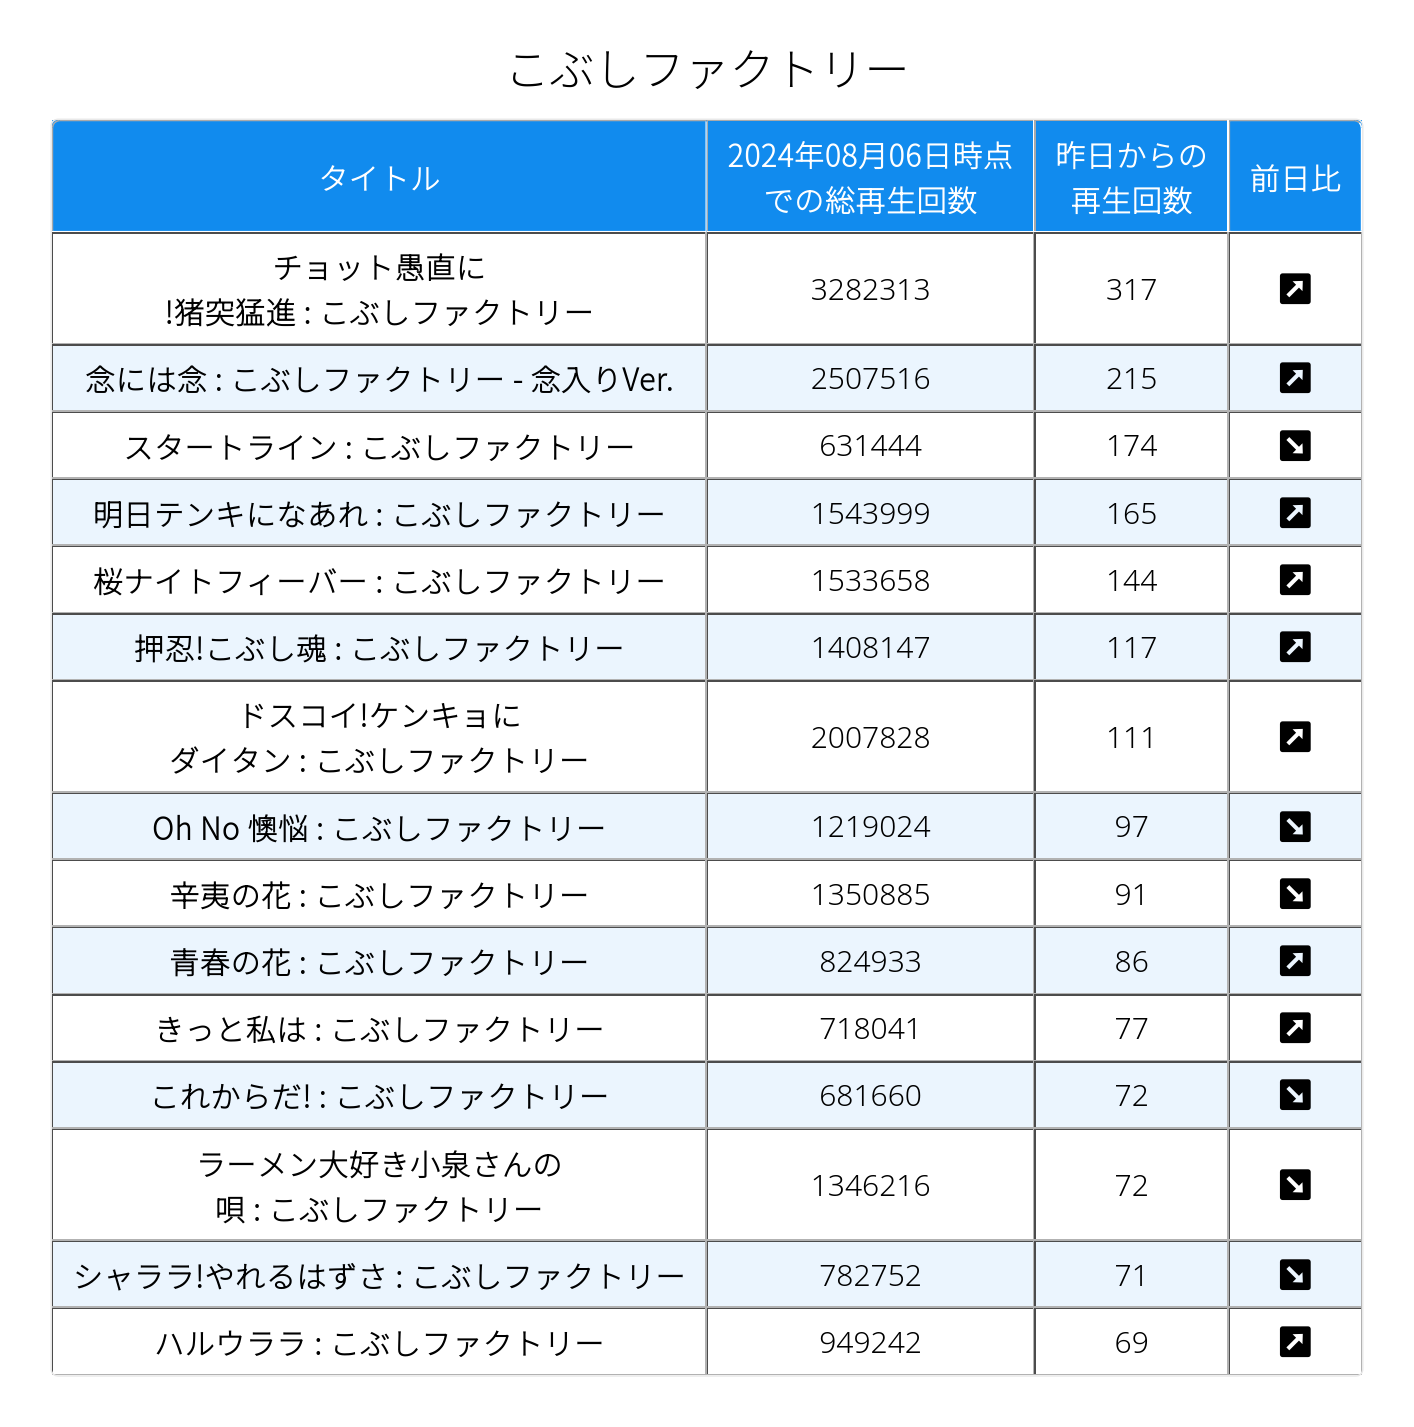 こぶしファクトリー
タイトル
2024年08月06日時点
での総再生回数
昨日からの
再生回数
前日比
チョット愚直に
!猪突猛進 : こぶしファクトリー
3282313
317
念には念 : こぶしファクトリー - 念入りVer.
2507516
215
スタートライン : こぶしファクトリー
631444
174
明日テンキになあれ : こぶしファクトリー
1543999
165
桜ナイトフィーバー : こぶしファクトリー
1533658
144
押忍!こぶし魂 : こぶしファクトリー
1408147
117
ドスコイ!ケンキョに
ダイタン : こぶしファクトリー
2007828
111
Oh No 懊悩 : こぶしファクトリー
1219024
97
辛夷の花 : こぶしファクトリー
1350885
91
青春の花 : こぶしファクトリー
824933
86
きっと私は : こぶしファクトリー
718041
77
これからだ! : こぶしファクトリー
681660
72
ラーメン大好き小泉さんの
唄 : こぶしファクトリー
1346216
72
シャララ!やれるはずさ : こぶしファクトリー
782752
71
ハルウララ : こぶしファクトリー
949242
69